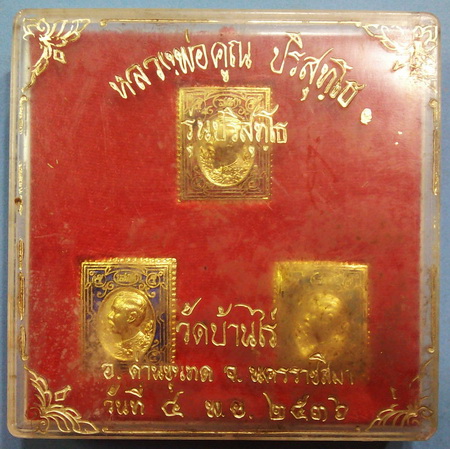 หลวงพ่อคูณ ปริสุทฺโธ
รุ่นปริสุทฺโธ
วัดบ้านไร่
อ. ด่านขุนทด จ. นครราชสีมา
วันที่ ๔ พ.ย. ๒๕๓๖